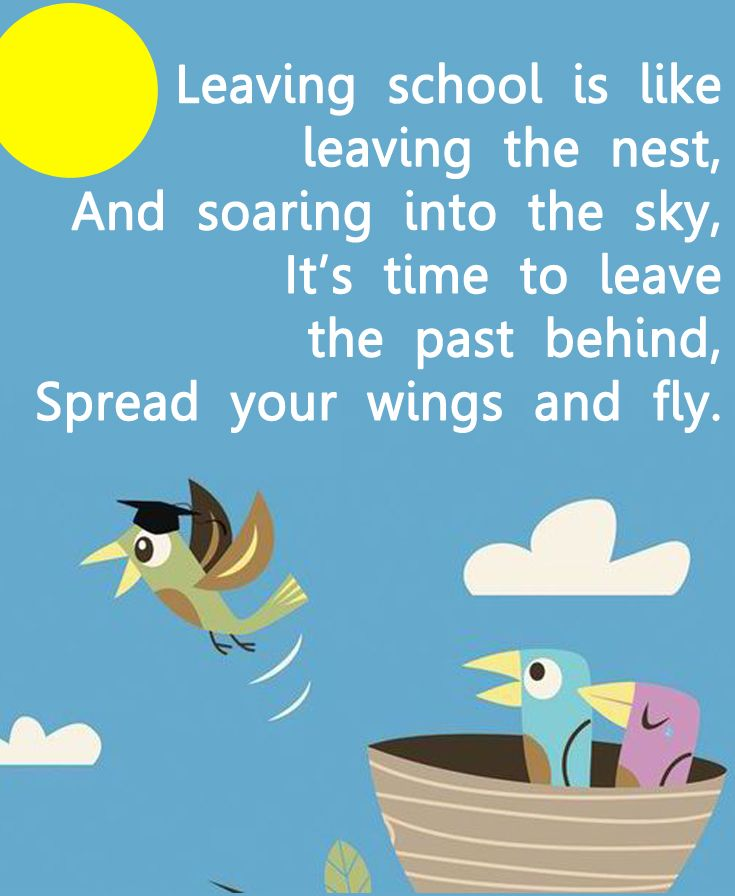 Leaving school is like
leaving the nest,
And soaring into the sky,
It's time to leave
the past behind,
Spread your wings and fly.